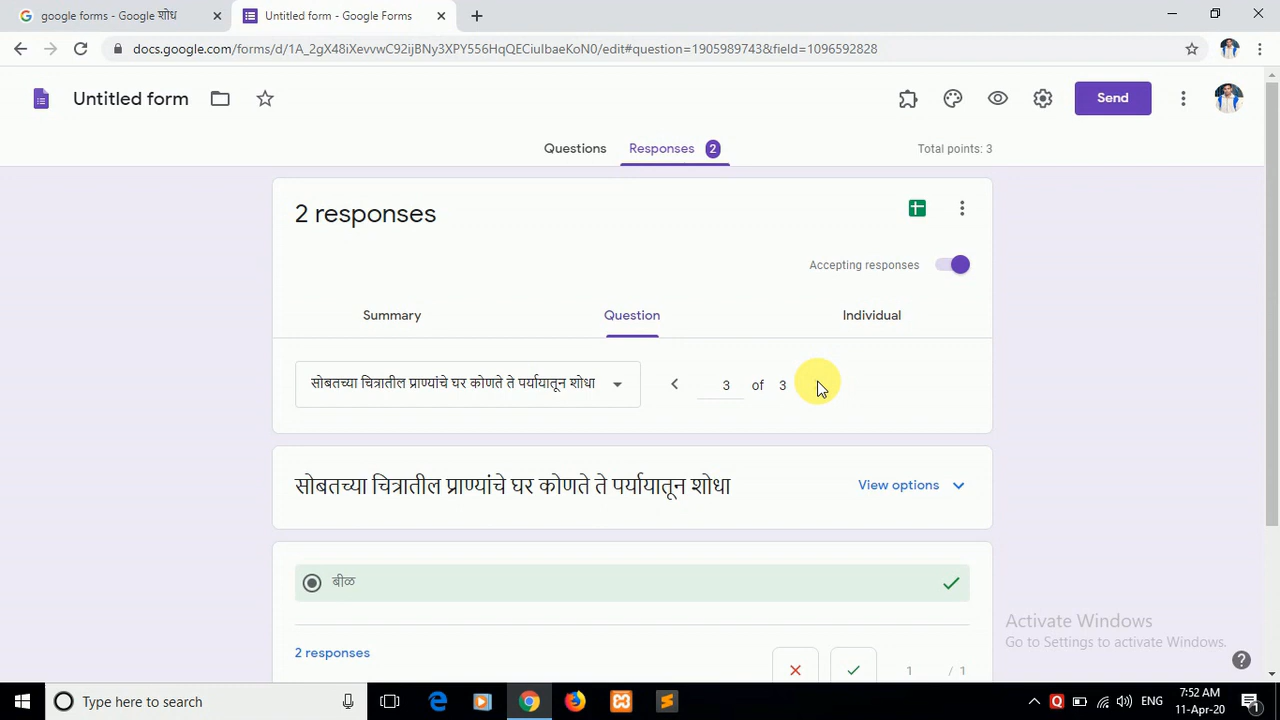 google forms - Google शोध
Untitled form - Google Forms
docs.google.com/forms/d/1A_2gX48iXevvwC92ijBNy3XPY556HqQECiuIbaeKoN0/edit#question=1905989743&field=1096592828
Untitled form
Send
Questions
Responses 2
Total points: 3
2 responses
Accepting responses
Summary
Question
Individual
सोबतच्या चित्रातील प्राण्यांचे घर कोणते ते पर्यायातून शोधा
3 of 3
सोबतच्या चित्रातील प्राण्यांचे घर कोणते ते पर्यायातून शोधा
View options
बीळ
2 responses
1 / 1
Activate Windows
Go to Settings to activate Windows.
Type here to search
ENG
7:52 AM
11-Apr-20